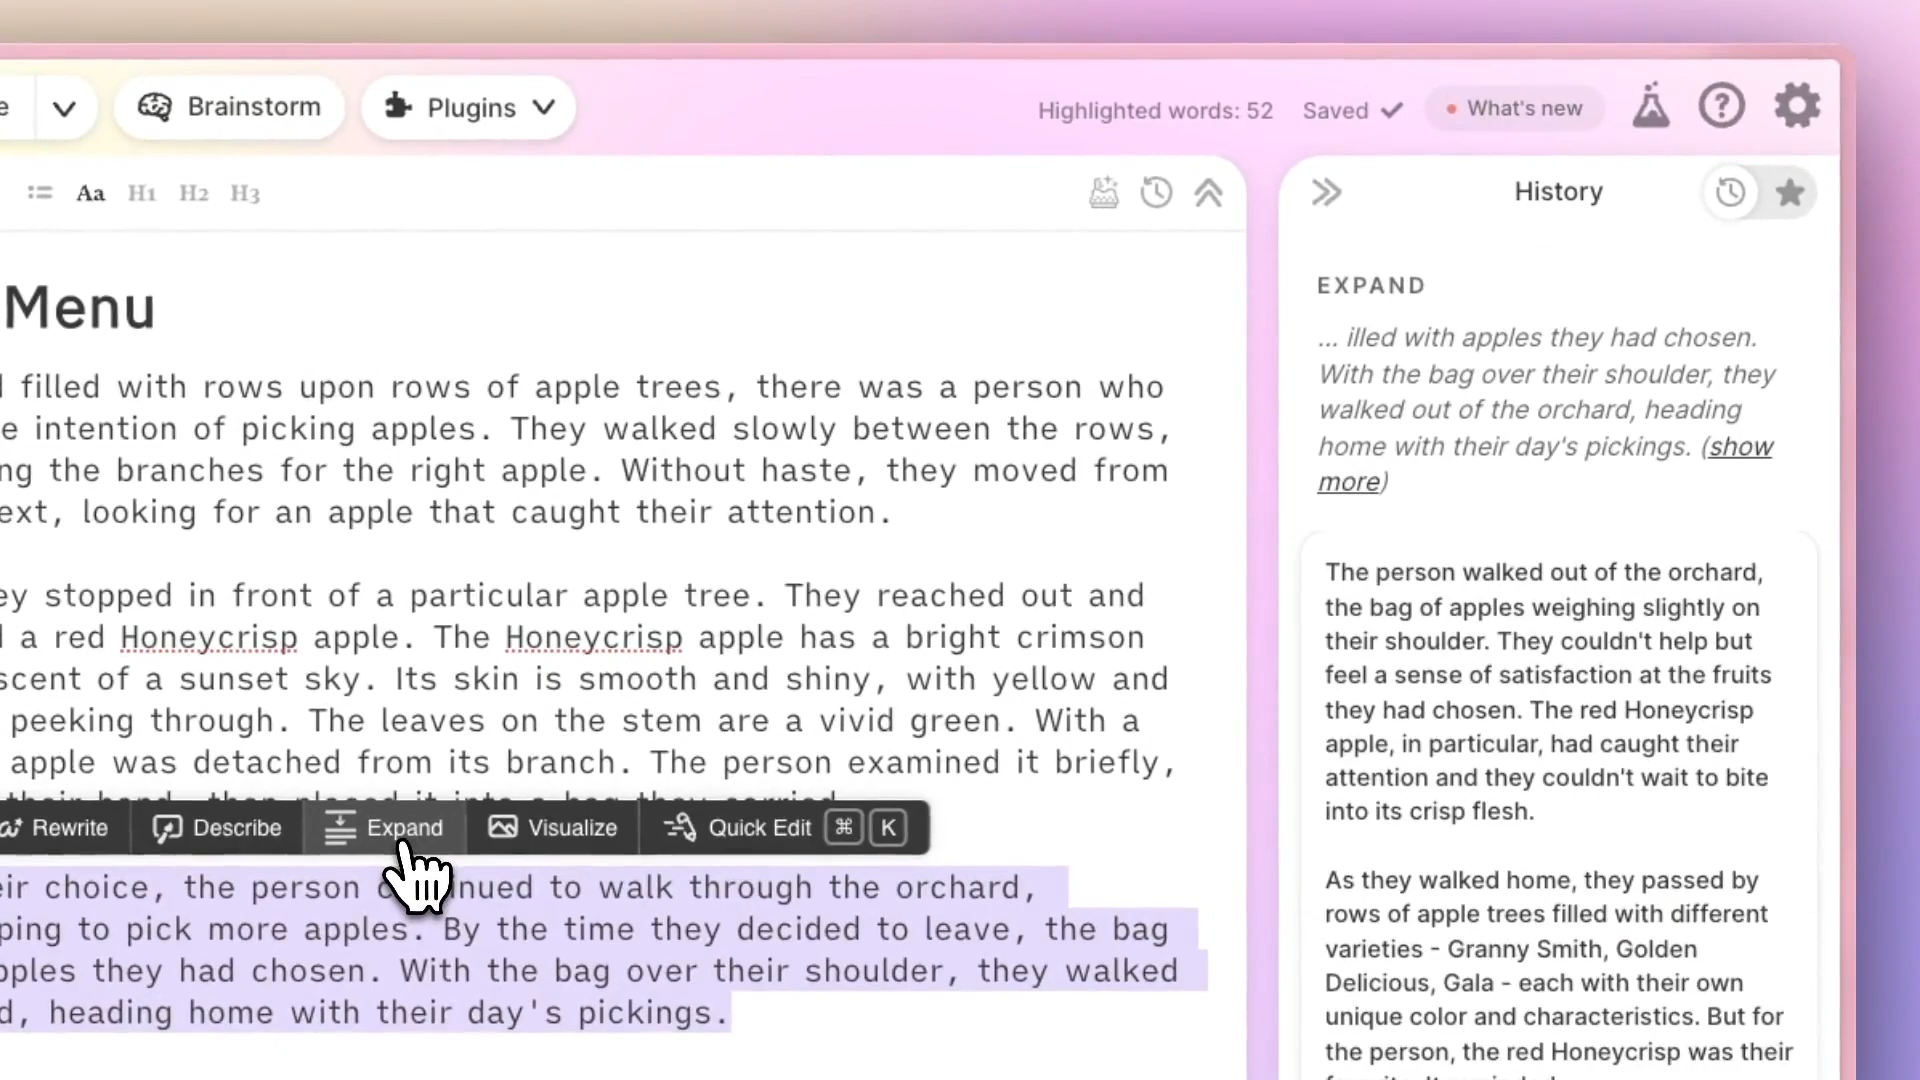 e
Brainstorm
Plugins
Highlighted words: 52
Saved
What's new
Aa H1 H2 H3
Menu
filled with rows upon rows of apple trees, there was a person who
e intention of picking apples. They walked slowly between the rows,
ng the branches for the right apple. Without haste, they moved from
ext, looking for an apple that caught their attention.
ey stopped in front of a particular apple tree. They reached out and
a red Honeycrisp apple. The Honeycrisp apple has a bright crimson
scent of a sunset sky. Its skin is smooth and shiny, with yellow and
peeking through. The leaves on the stem are a vivid green. With a
apple was detached from its branch. The person examined it briefly,
Rewrite
Describe
Expand
Visualize
Quick Edit ⌘ K
eir choice, the person nued to walk through the orchard,
ping to pick more apples. By the time they decided to leave, the bag
pples they had chosen. With the bag over their shoulder, they walked
d, heading home with their day's pickings.
History
EXPAND
... illed with apples they had chosen.
With the bag over their shoulder, they
walked out of the orchard, heading
home with their day's pickings. (show
more)
The person walked out of the orchard,
the bag of apples weighing slightly on
their shoulder. They couldn't help but
feel a sense of satisfaction at the fruits
they had chosen. The red Honeycrisp
apple, in particular, had caught their
attention and they couldn't wait to bite
into its crisp flesh.
As they walked home, they passed by
rows of apple trees filled with different
varieties - Granny Smith, Golden
Delicious, Gala - each with their own
unique color and characteristics. But for
the person, the red Honeycrisp was their